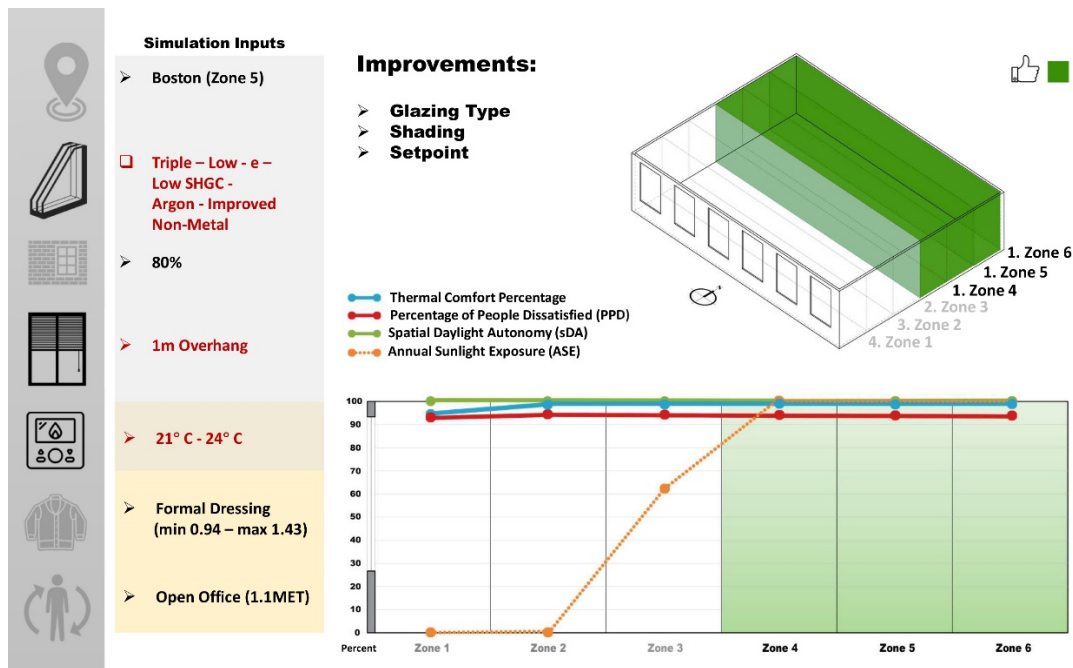 Simulation Inputs
➢ Boston (Zone 5)
❑ Triple – Low - e –
Low SHGC -
Argon - Improved
Non-Metal
➢ 80%
➢ 1m Overhang
➢ 21° C - 24° C
➢ Formal Dressing
(min 0.94 – max 1.43)
➢ Open Office (1.1MET)
Improvements:
➢ Glazing Type
➢ Shading
➢ Setpoint
1. Zone 6
1. Zone 5
1. Zone 4
2. Zone 3
3. Zone 2
4. Zone 1
Thermal Comfort Percentage
Percentage of People Dissatisfied (PPD)
Spatial Daylight Autonomy (sDA)
Annual Sunlight Exposure (ASE)
100
90
80
70
60
50
40
30
20
10
0
Percent Zone 1 Zone 2 Zone 3 Zone 4 Zone 5 Zone 6